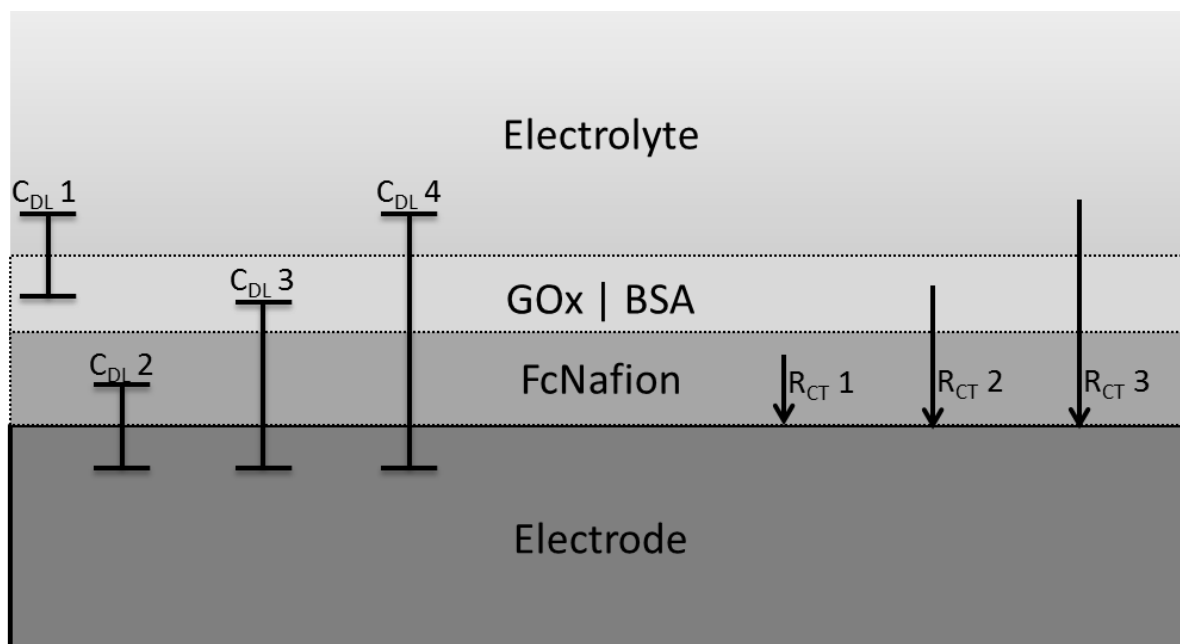 Electrolyte
C_DL 1
C_DL 4
C_DL 3
GOx | BSA
C_DL 2
FcNafion
R_CT 1
R_CT 2
R_CT 3
Electrode